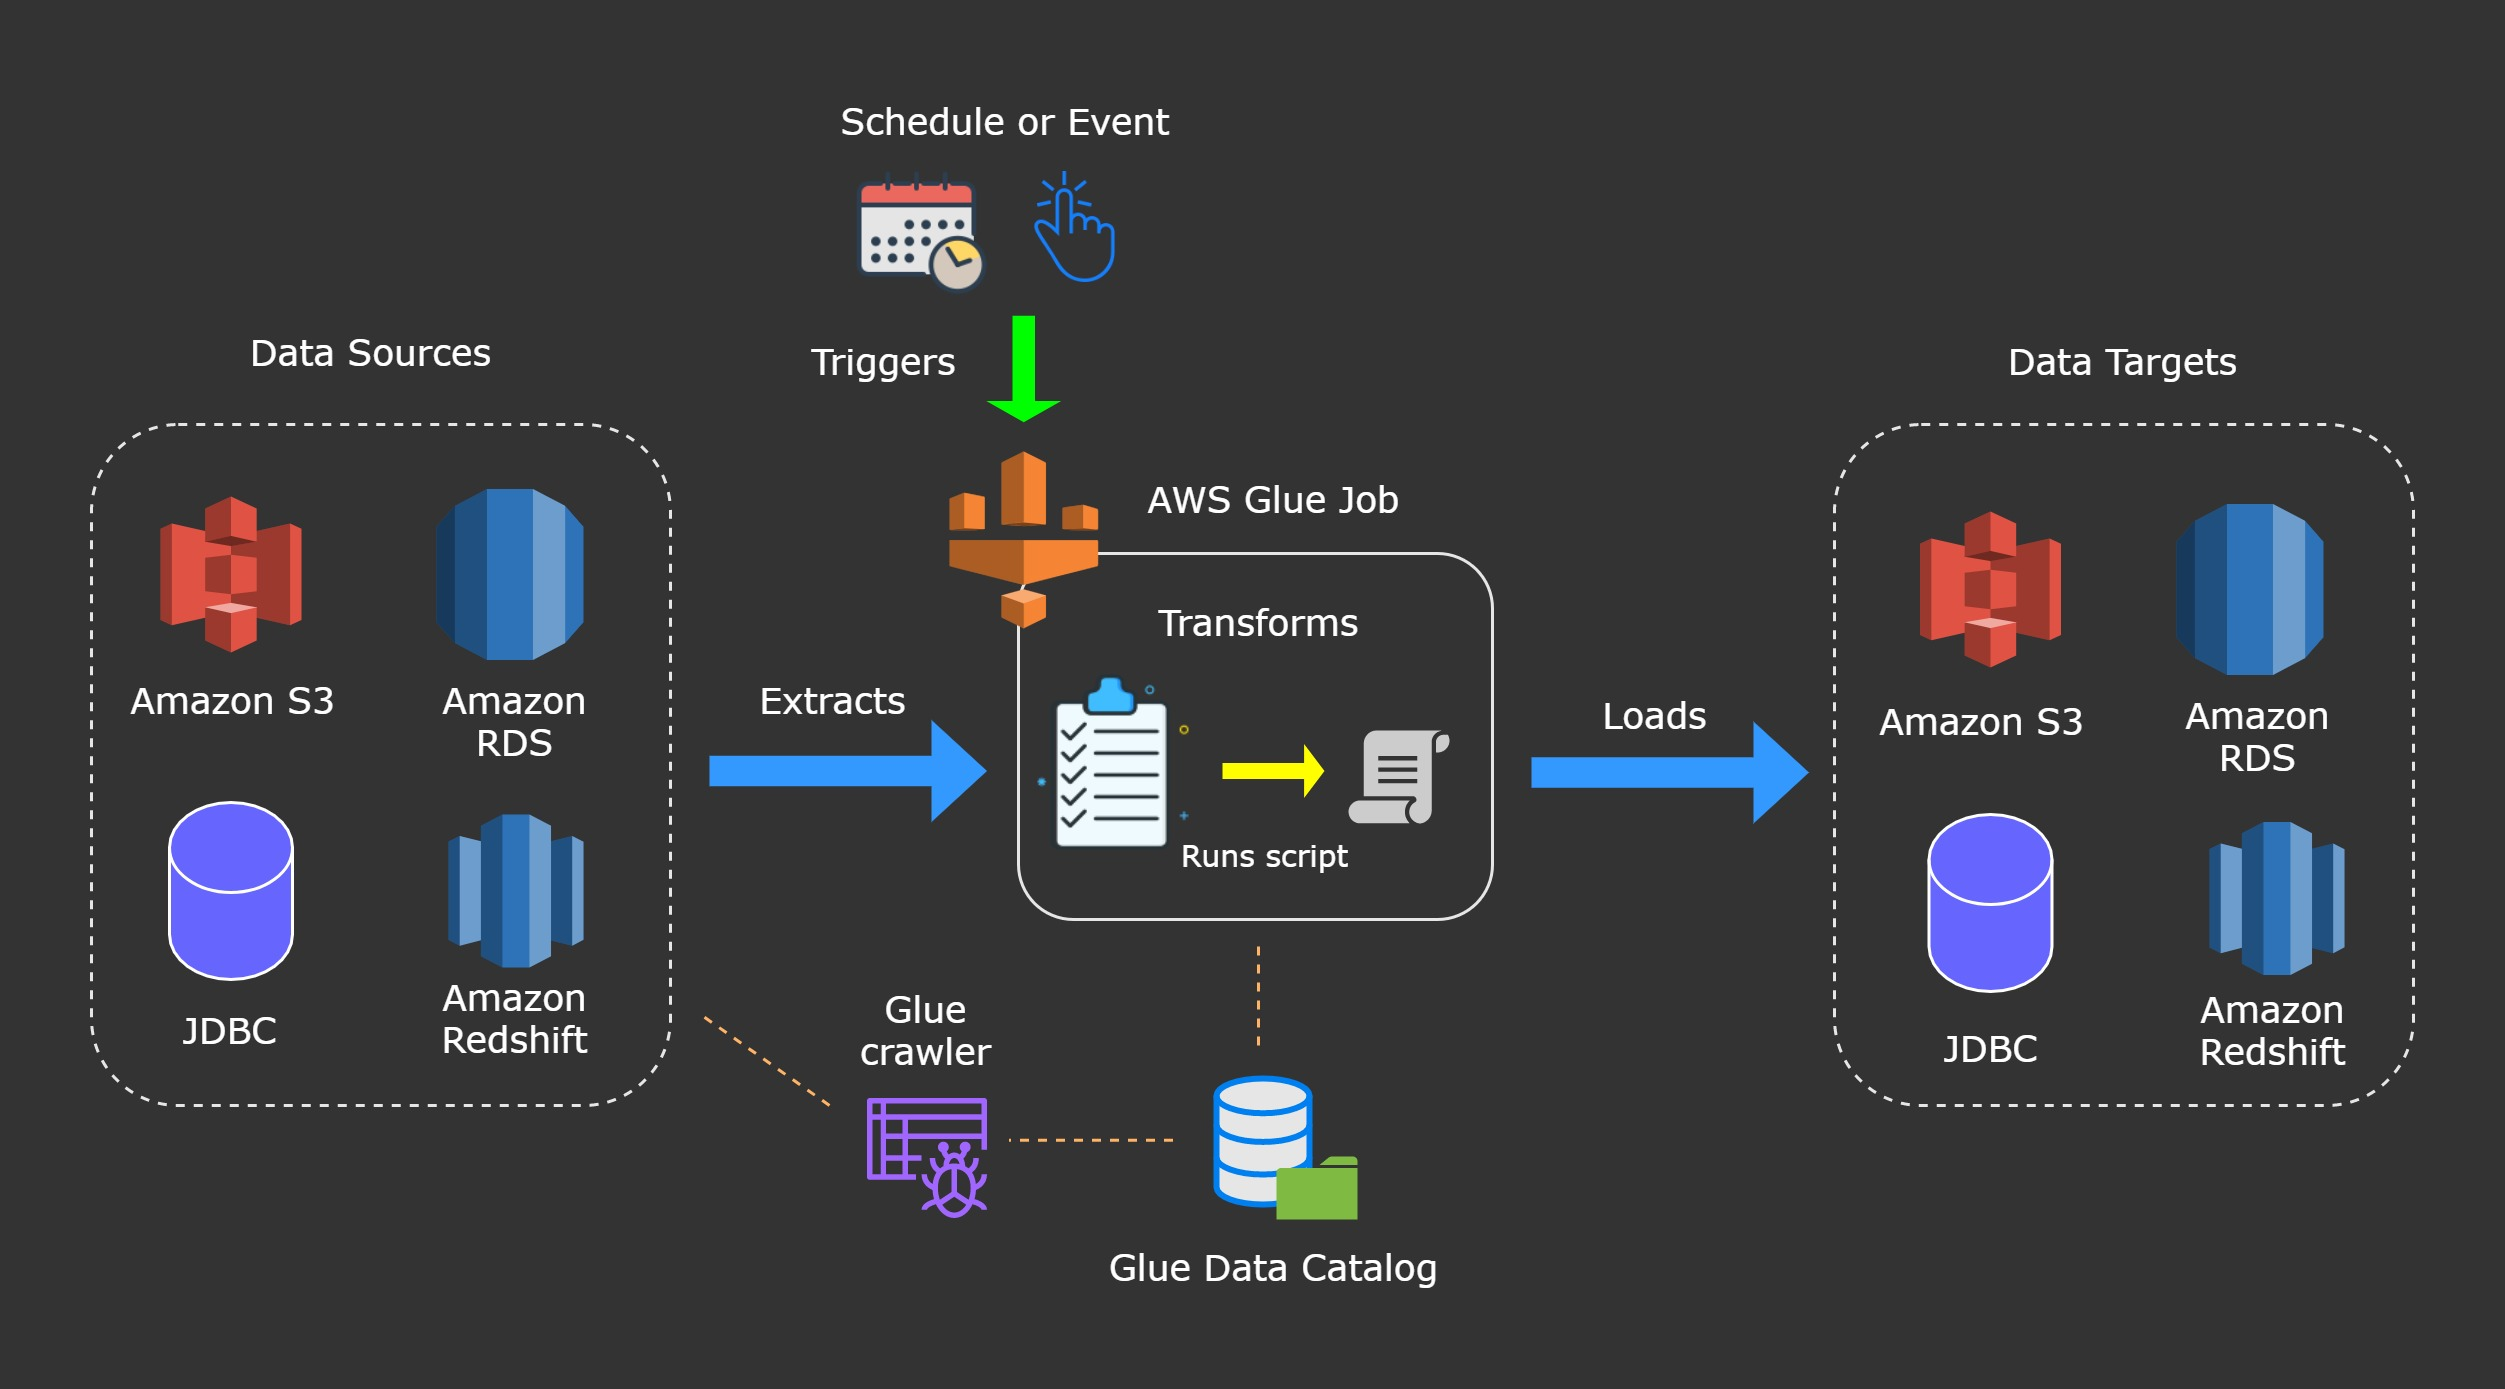 Schedule or Event
Triggers
Data Sources
Amazon S3
Amazon
RDS
JDBC
Amazon
Redshift
Extracts
AWS Glue Job
Transforms
Runs script
Loads
Data Targets
Amazon S3
Amazon
RDS
JDBC
Amazon
Redshift
Glue
crawler
Glue Data Catalog